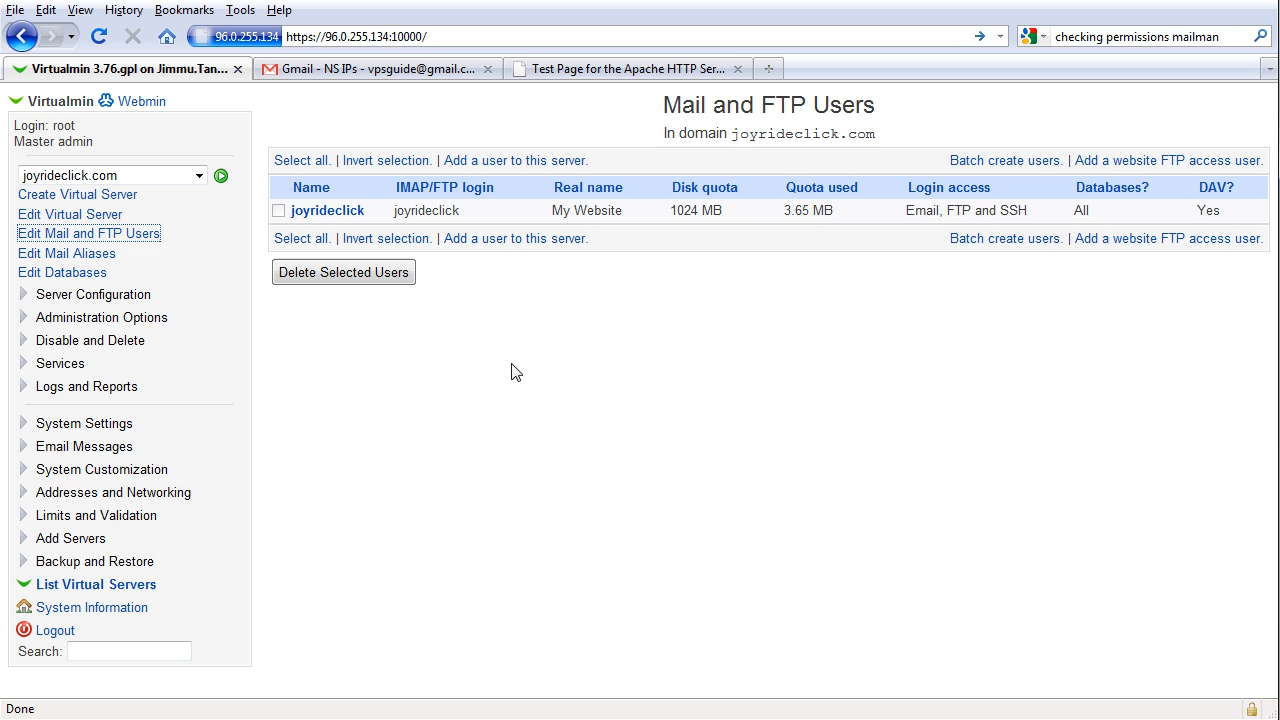 File Edit View History Bookmarks Tools Help
96.0.255.134 https://96.0.255.134:10000/ checking permissions mailman
Virtualmin 3.76.gpl on Jimmu.Tan... Gmail - NS IPs - vpsguide@gmail.c... Test Page for the Apache HTTP Ser...
Virtualmin Webmin
Login: root
Master admin
joyrideclick.com
Create Virtual Server
Edit Virtual Server
Edit Mail and FTP Users
Edit Mail Aliases
Edit Databases
Server Configuration
Administration Options
Disable and Delete
Services
Logs and Reports
System Settings
Email Messages
System Customization
Addresses and Networking
Limits and Validation
Add Servers
Backup and Restore
List Virtual Servers
System Information
Logout
Search:
Mail and FTP Users
In domain joyrideclick.com
Select all. | Invert selection. | Add a user to this server. Batch create users. | Add a website FTP access user.
Name IMAP/FTP login Real name Disk quota Quota used Login access Databases? DAV?
joyrideclick joyrideclick My Website 1024 MB 3.65 MB Email, FTP and SSH All Yes
Select all. | Invert selection. | Add a user to this server. Batch create users. | Add a website FTP access user.
Delete Selected Users
Done